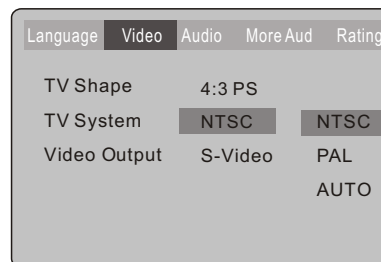 Language Video Audio More Aud Rating
TV Shape 4:3 PS
TV System NTSC NTSC
Video Output S-Video PAL
AUTO